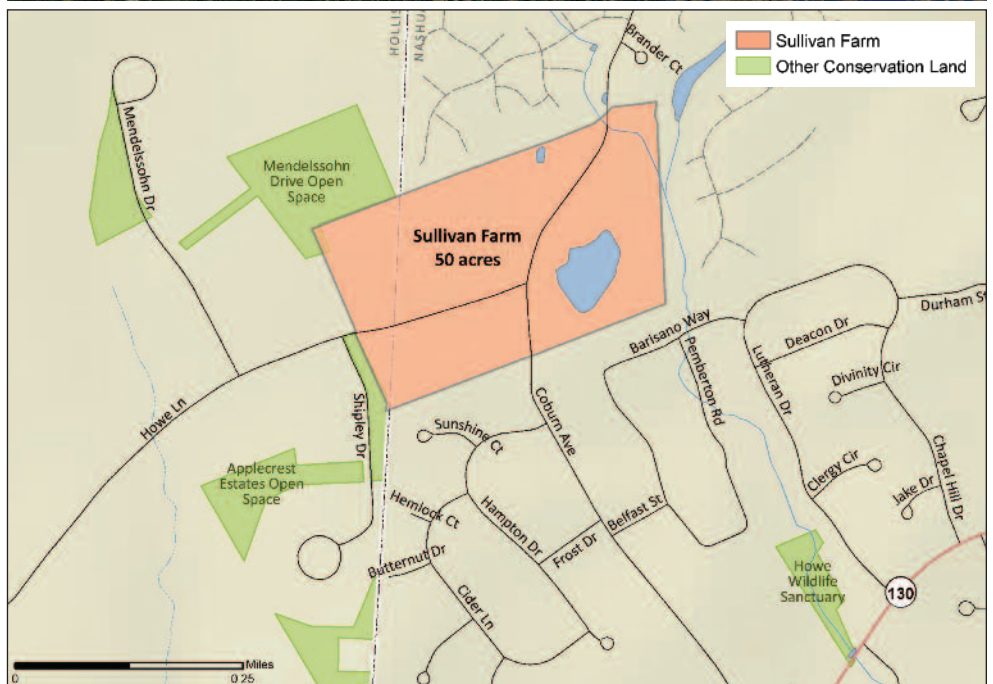 HOLLIS
NASHUA
Brander Ct
Sullivan Farm
Other Conservation Land
Mendelssohn Dr
Mendelssohn
Drive Open
Space
Sullivan Farm
50 acres
Durham St
Barisano Way
Deacon Dr
Pemberton Rd
Lutheran Dr
Divinity Cir
Howe Ln
Shipley Dr
Coburn Ave
Sunshine Ct
Chapel Hill Dr
Clergy Cir
Applecrest
Estates Open
Space
Jake Dr
Hemlock Ct
Hampton Dr
Belfast St
Frost Dr
Butternut Dr
Howe
Wildlife
Sanctuary
130
Cider Ln
Miles
0
0.25